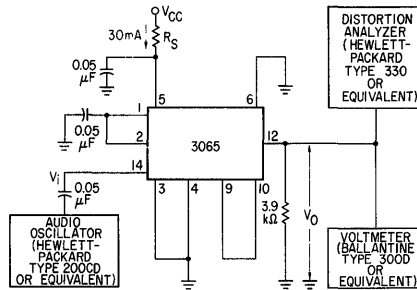 VCC
30mA
RS
0.05
μF
5
6
1
0.05
μF
2
3065
12
Vi
14
0.05
μF
3
4
9
10
3.9
kΩ
VO
DISTORTION
ANALYZER
(HEWLETT-
PACKARD
TYPE 330
OR
EQUIVALENT)
AUDIO
OSCILLATOR
(HEWLETT-
PACKARD
TYPE 200CD
OR EQUIVALENT)
VOLTMETER
(BALLANTINE
TYPE 300D
OR EQUIVALENT)